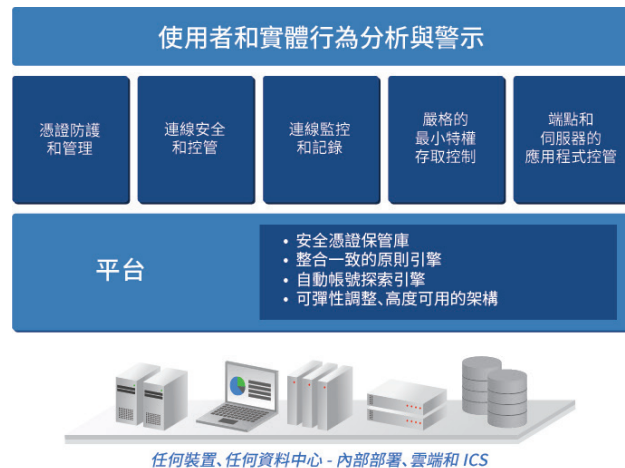 使用者和實體行為分析與警示
憑證防護
和管理
連線安全
和控管
連線監控
和記錄
嚴格的
最小特權
存取控制
端點和
伺服器的
應用程式控管
平台
• 安全憑證保管庫
• 整合一致的原則引擎
• 自動帳號探索引擎
• 可彈性調整、高度可用的架構
任何裝置、任何資料中心 - 內部部署、雲端和 ICS